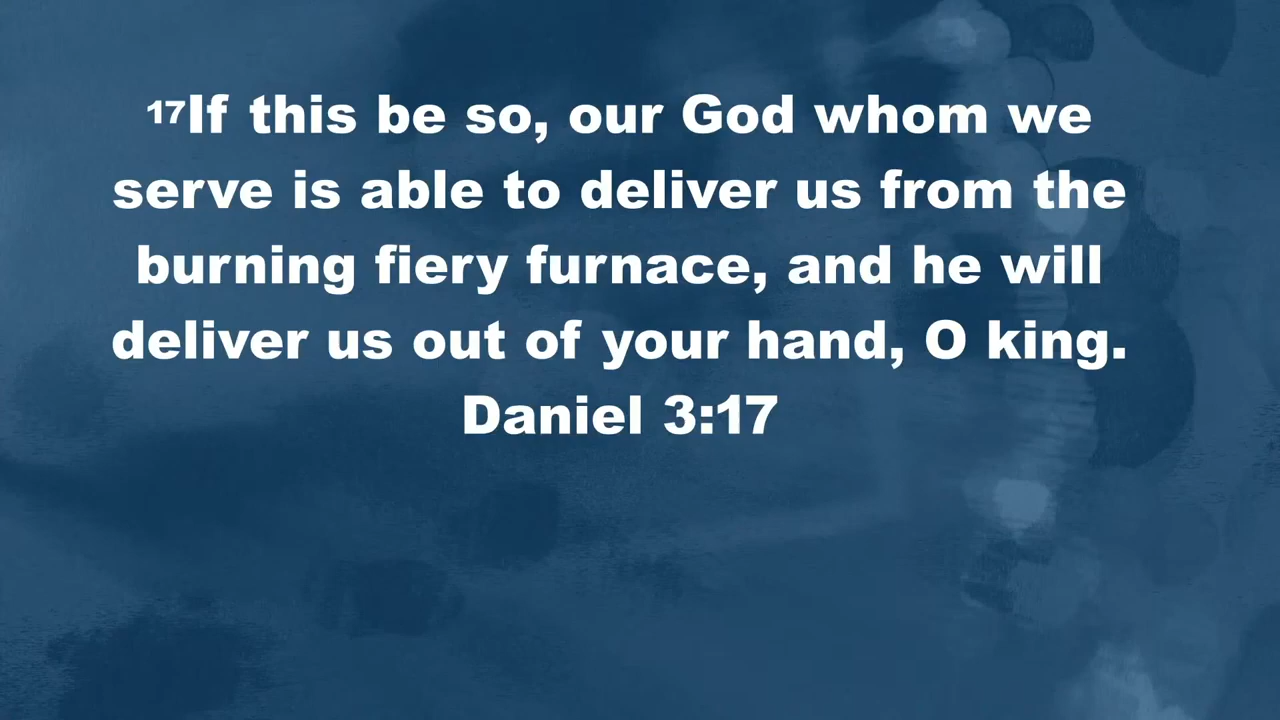 17If this be so, our God whom we
serve is able to deliver us from the
burning fiery furnace, and he will
deliver us out of your hand, O king.
Daniel 3:17